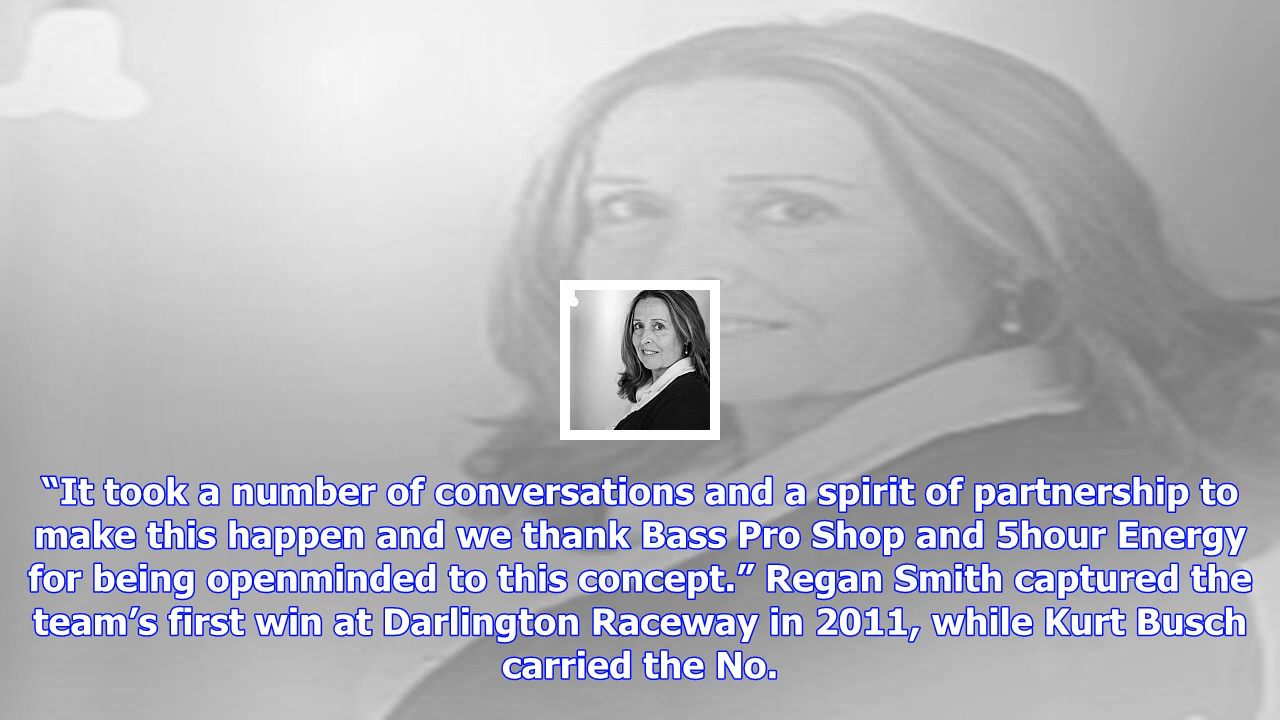 “It took a number of conversations and a spirit of partnership to
make this happen and we thank Bass Pro Shop and 5hour Energy
for being openminded to this concept.” Regan Smith captured the
team’s first win at Darlington Raceway in 2011, while Kurt Busch
carried the No.